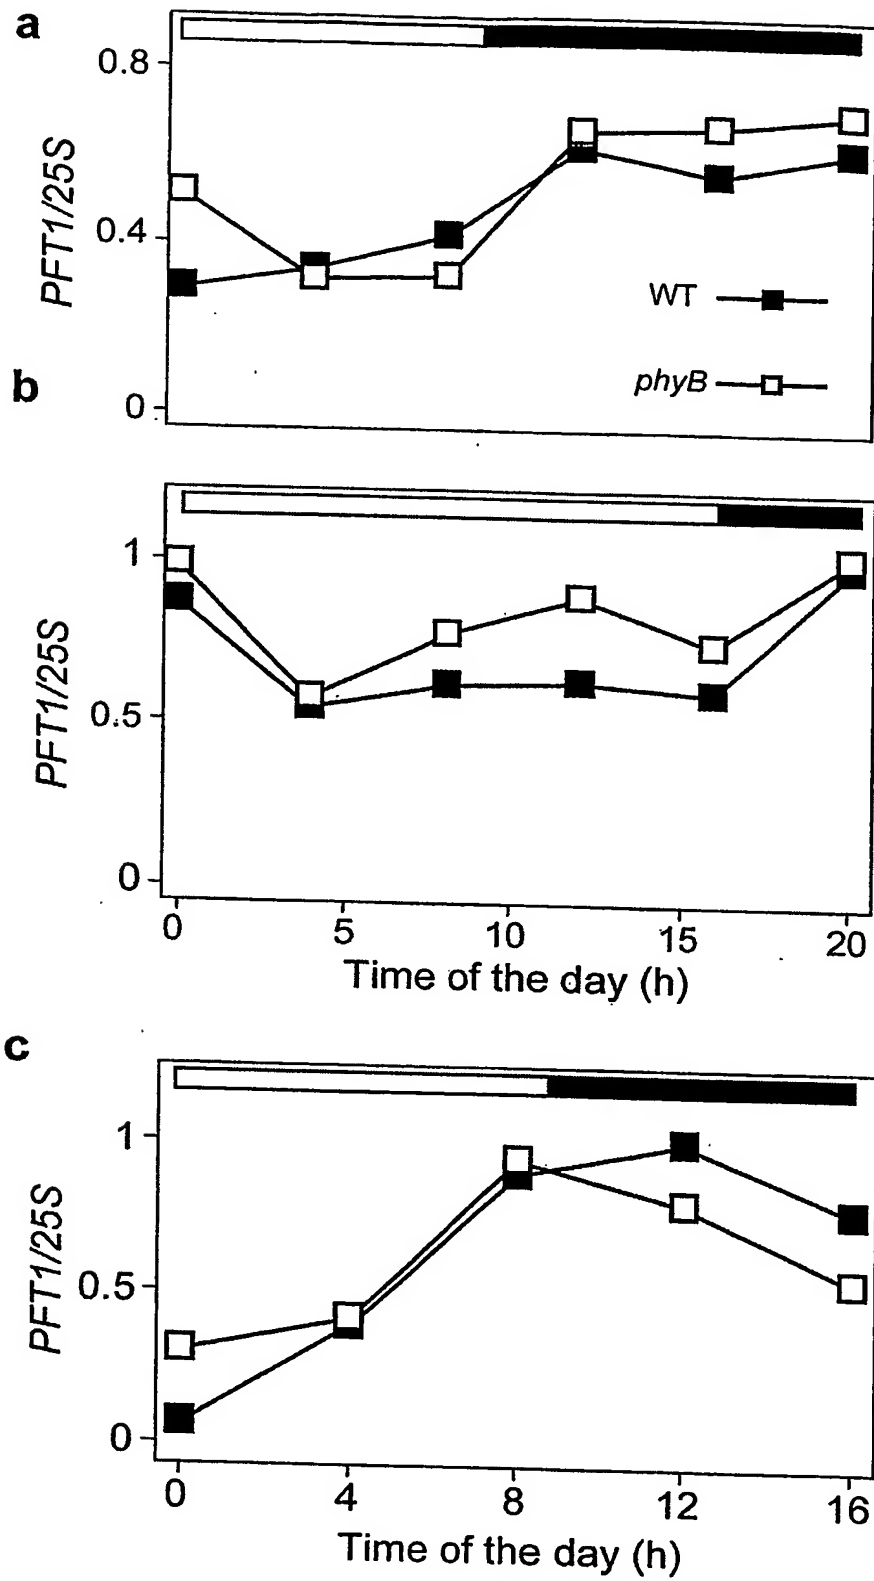 a
0.8
0.4
0
PFT1/25S
WT
phyB
b
1
0.5
0
PFT1/25S
0 5 10 15 20
Time of the day (h)
c
1
0.5
0
PFT1/25S
0 4 8 12 16
Time of the day (h)